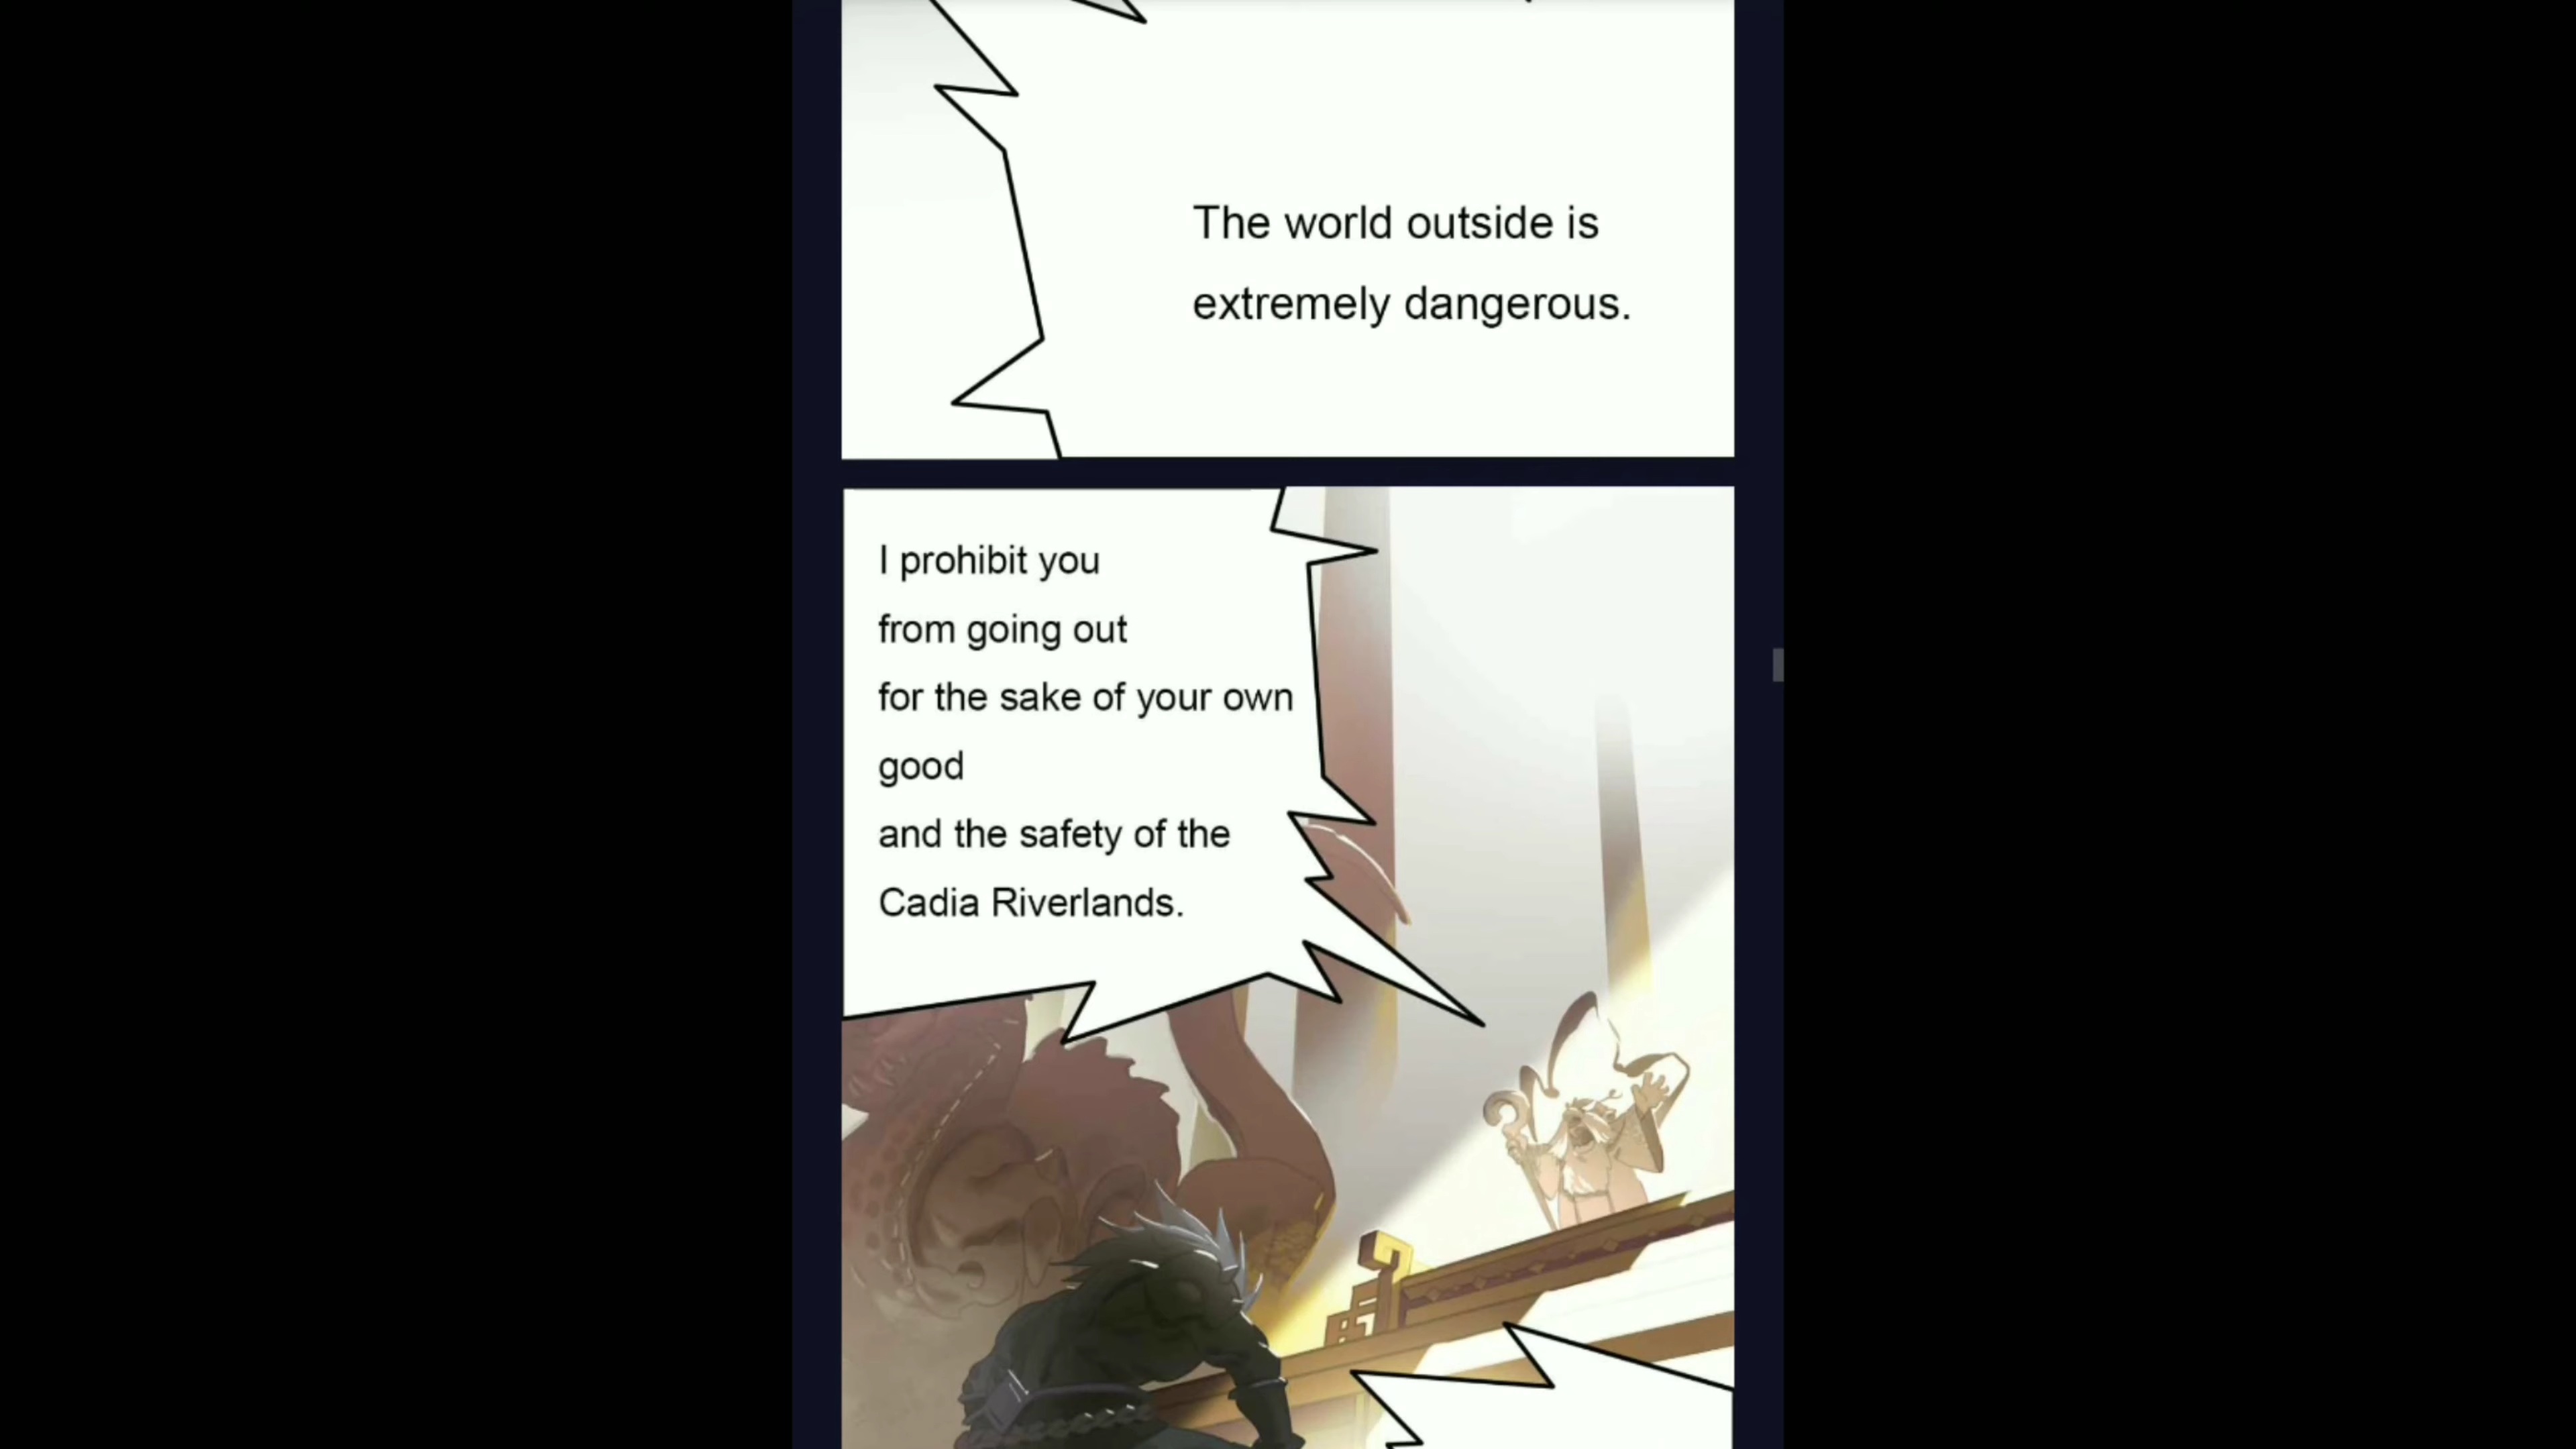 The world outside is
extremely dangerous.
I prohibit you
from going out
for the sake of your own
good
and the safety of the
Cadia Riverlands.